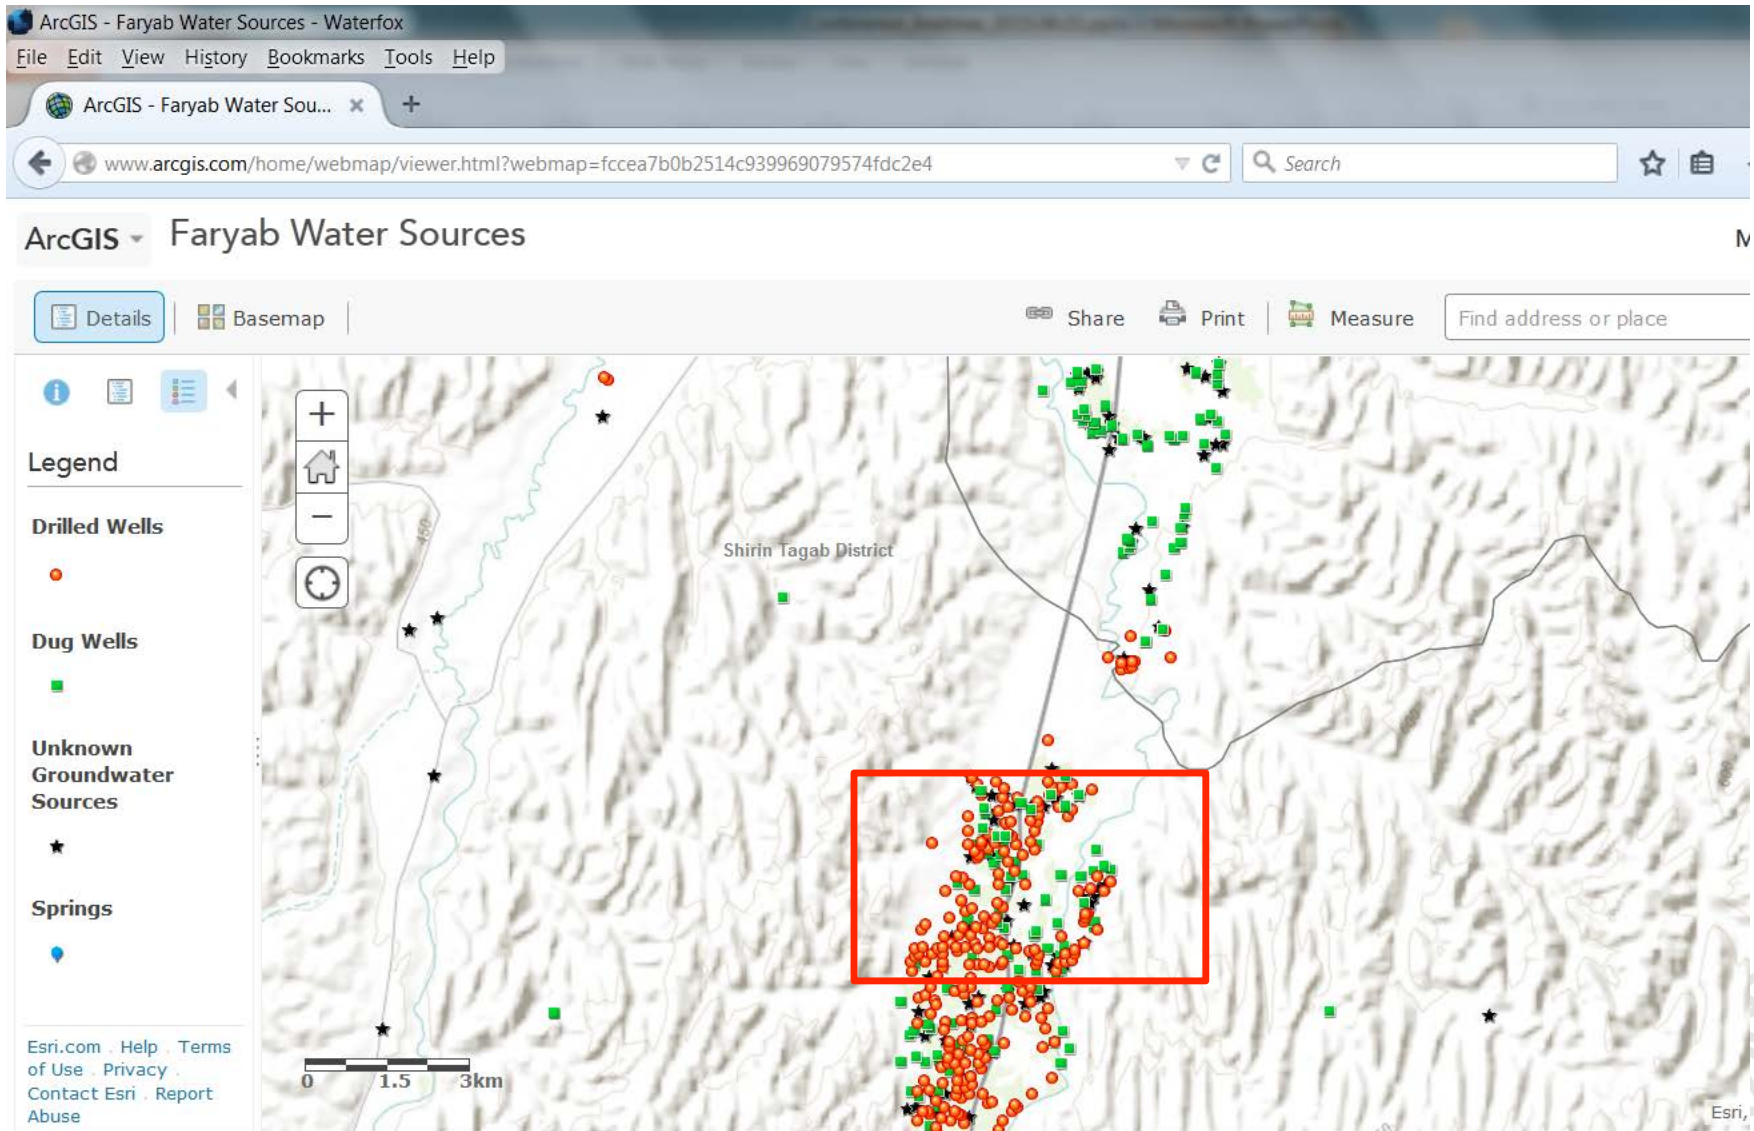 ArcGIS - Faryab Water Sources - Waterfox
File Edit View History Bookmarks Tools Help
ArcGIS - Faryab Water Sou... × +
www.arcgis.com/home/webmap/viewer.html?webmap=fccea7b0b2514c939969079574fdc2e4
Search
ArcGIS Faryab Water Sources
M
Details Basemap Share Print Measure Find address or place
Legend
Drilled Wells
Dug Wells
Unknown
Groundwater
Sources
Springs
Esri.com . Help . Terms
of Use . Privacy .
Contact Esri . Report
Abuse
+
−
450
Shirin Tagab District
600
600
0 1.5 3km
Esri,